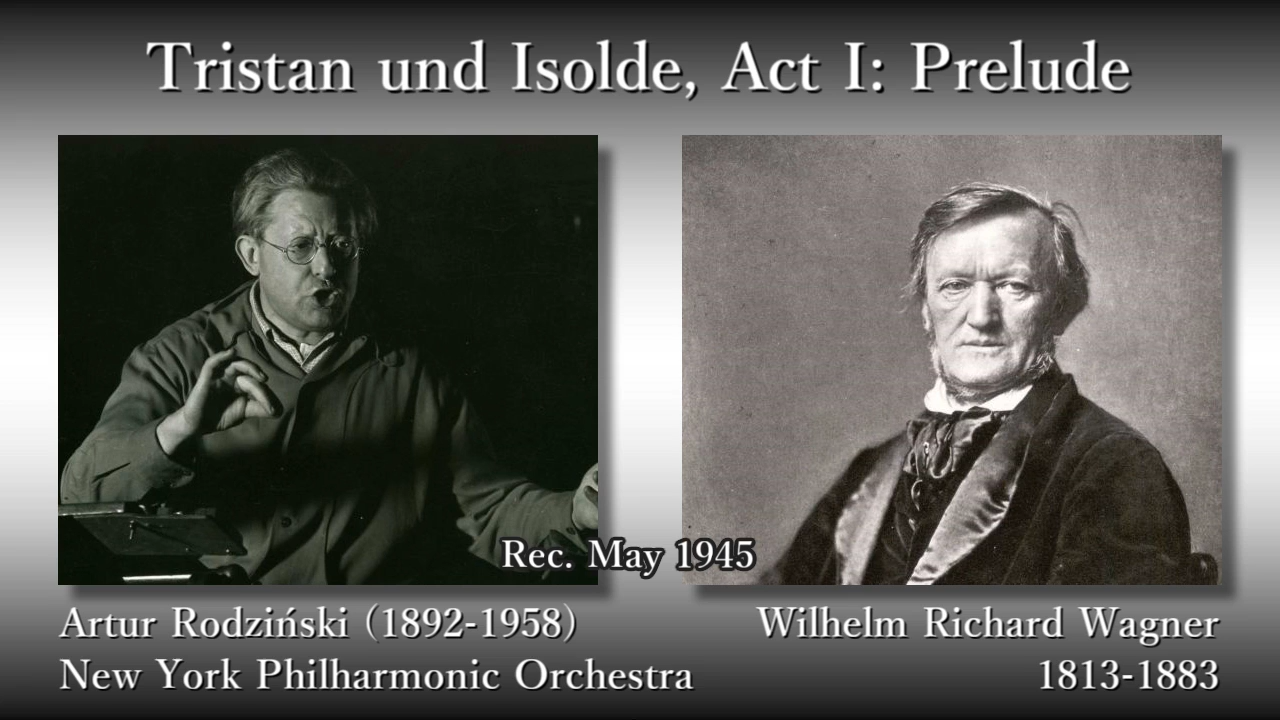 Tristan und Isolde, Act I: Prelude
Rec. May 1945
Artur Rodziński (1892-1958)
New York Philharmonic Orchestra
Wilhelm Richard Wagner
1813-1883